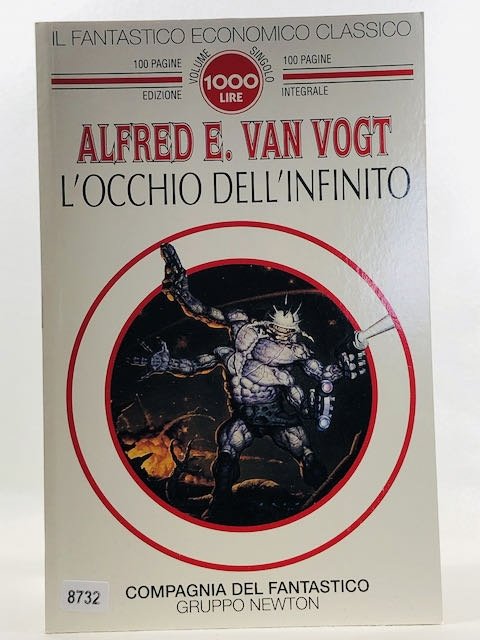 IL FANTASTICO ECONOMICO CLASSICO
100 PAGINE
VOLUME SINGOLO
100 PAGINE
1000
LIRE
EDIZIONE
INTEGRALE
ALFRED E. VAN VOGT
L'OCCHIO DELL'INFINITO
COMPAGNIA DEL FANTASTICO
GRUPPO NEWTON
8732